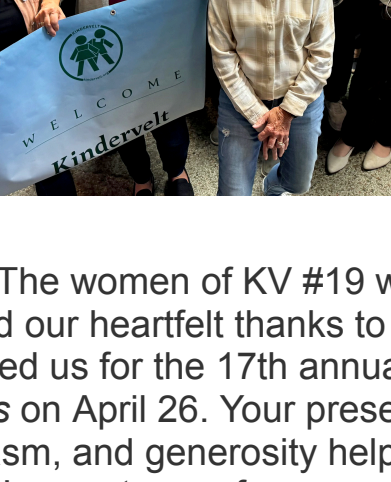 KINDERVELT
WELCOME
Kindervelt
The women of KV #19 w
d our heartfelt thanks to
ed us for the 17th annua
s on April 26. Your prese
sm, and generosity help